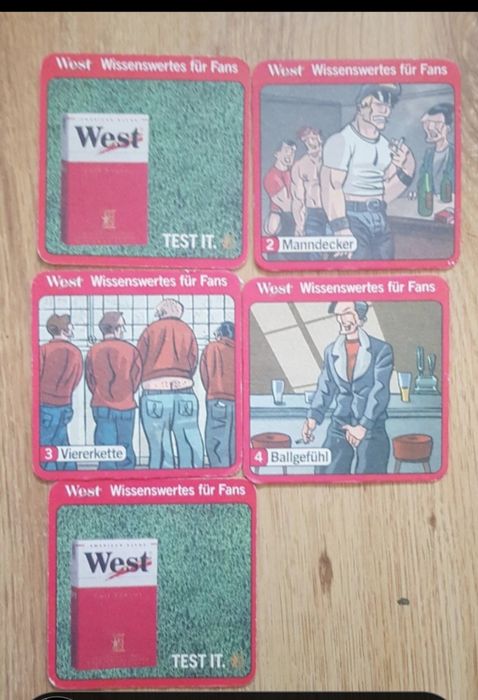 West Wissenswertes für Fans
West
TEST IT.
West Wissenswertes für Fans
2 Manndecker
West Wissenswertes für Fans
3 Viererkette
West Wissenswertes für Fans
4 Ballgefühl
West Wissenswertes für Fans
West
TEST IT.